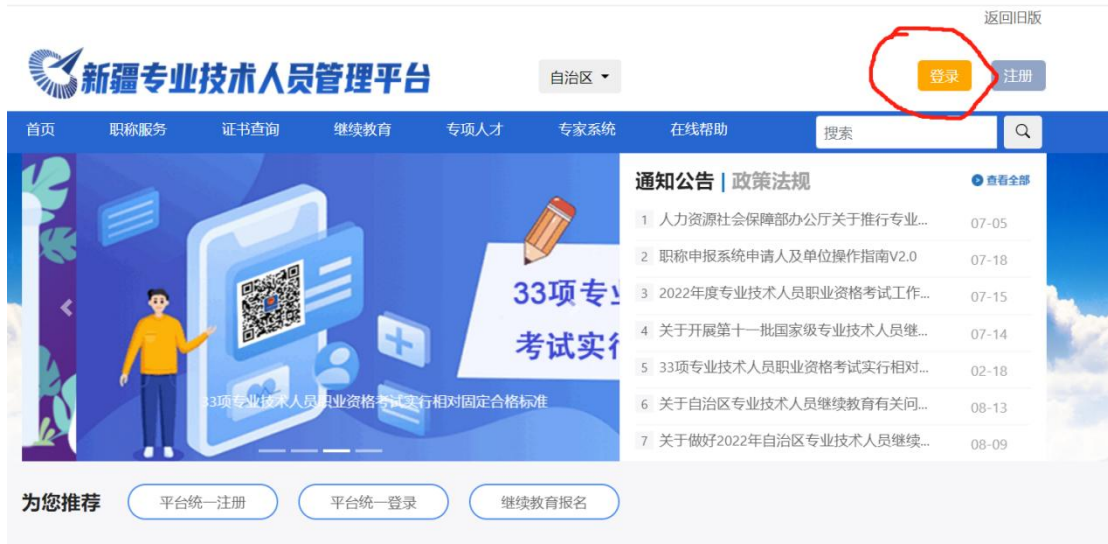 返回旧版
新疆专业技术人员管理平台
自治区
登录
注册
首页 职称服务 证书查询 继续教育 专项人才 专家系统 在线帮助 搜索
33项专业
考试实行
33项专业技术人员职业资格考试实行相对固定合格标准
通知公告 | 政策法规 查看全部
1 人力资源社会保障部办公厅关于推行专业... 07-05
2 职称申报系统申请人及单位操作指南V2.0 07-18
3 2022年度专业技术人员职业资格考试工作... 07-15
4 关于开展第十一批国家级专业技术人员继... 07-14
5 33项专业技术人员职业资格考试实行相对... 02-18
6 关于自治区专业技术人员继续教育有关问... 08-13
7 关于做好2022年自治区专业技术人员继续... 08-09
为您推荐 平台统一注册 平台统一登录 继续教育报名